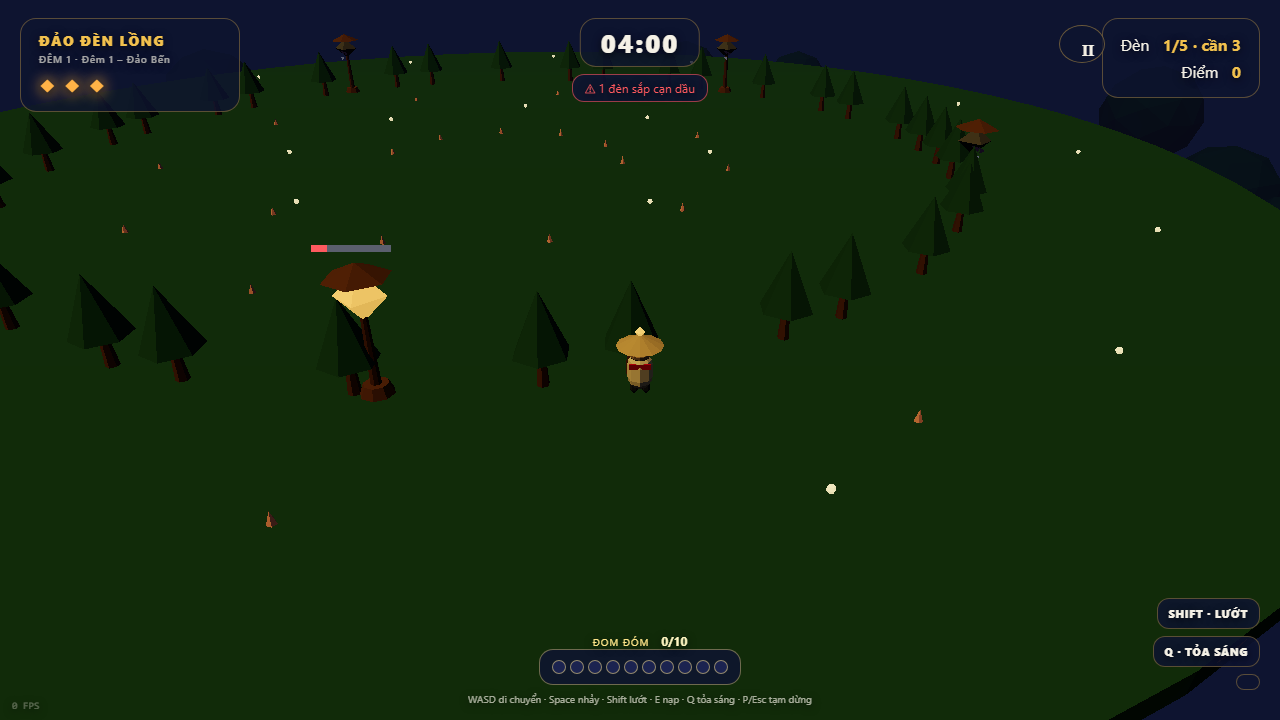 ĐẢO ĐÈN LỒNG
ĐÊM 1 · Đêm 1 – Đảo Bến
04:00
⚠ 1 đèn sắp cạn dầu
II
Đèn 1/5 · cần 3
Điểm 0
ĐOM ĐÓM 0/10
WASD di chuyển · Space nhảy · Shift lướt · E nạp · Q tỏa sáng · P/Esc tạm dừng
SHIFT · LƯỚT
Q · TỎA SÁNG
0 FPS